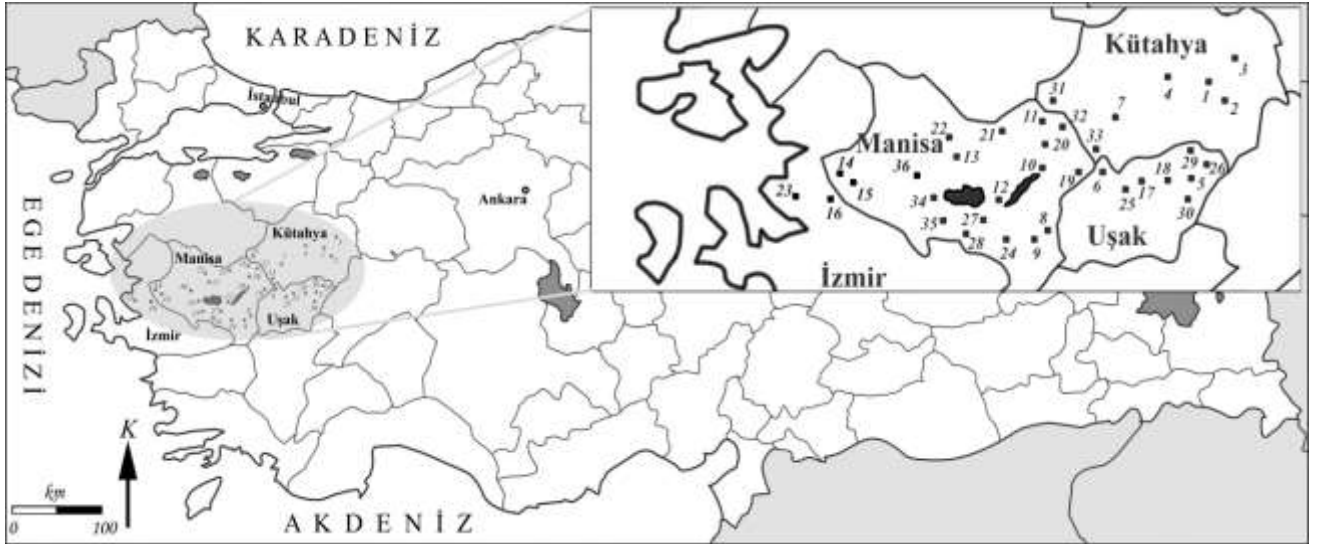 KARADENİZ
İstanbul
Ankara
EGE DENİZİ
Kütahya
Manisa
Uşak
İzmir
K
km
0 100
AKDENİZ
Kütahya
3
31
4
1
2
7
11
32
22
21
Manisa
20
33
13
36
14
10
29
26
18
15
12
19
6
17
5
23
34
25
16
30
27
8
35
Uşak
28
24
9
İzmir